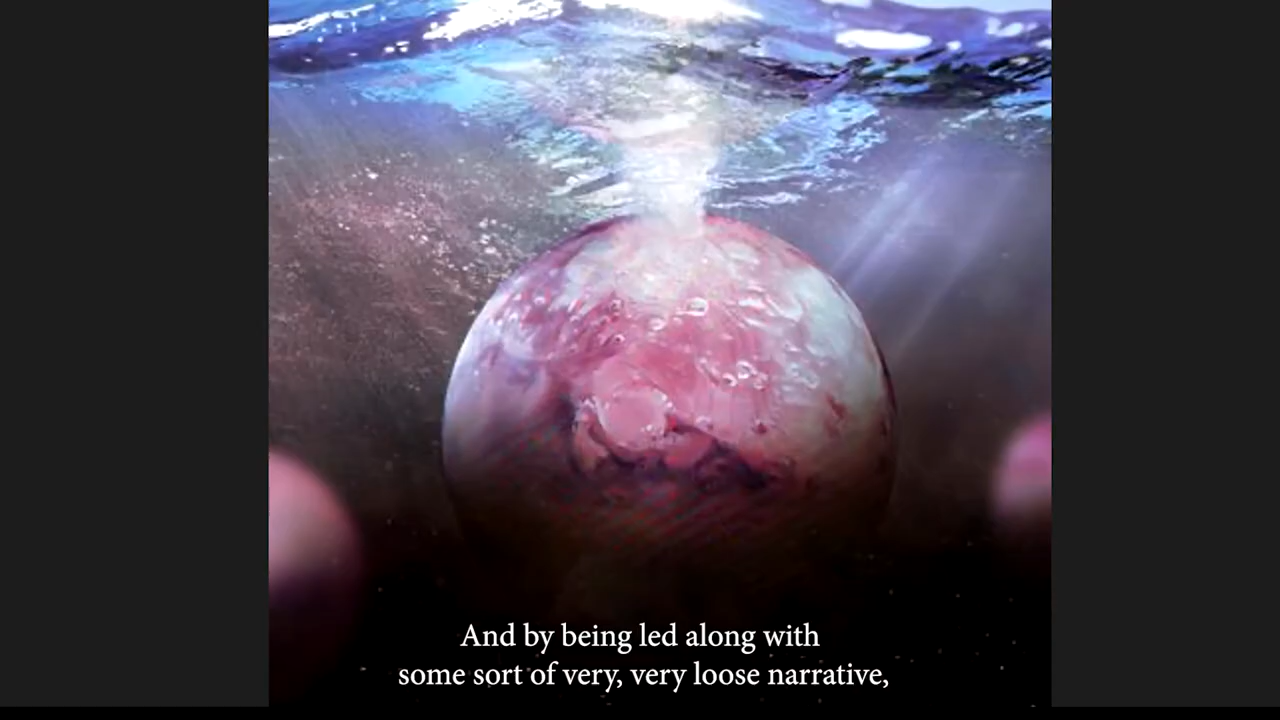 And by being led along with
some sort of very, very loose narrative,